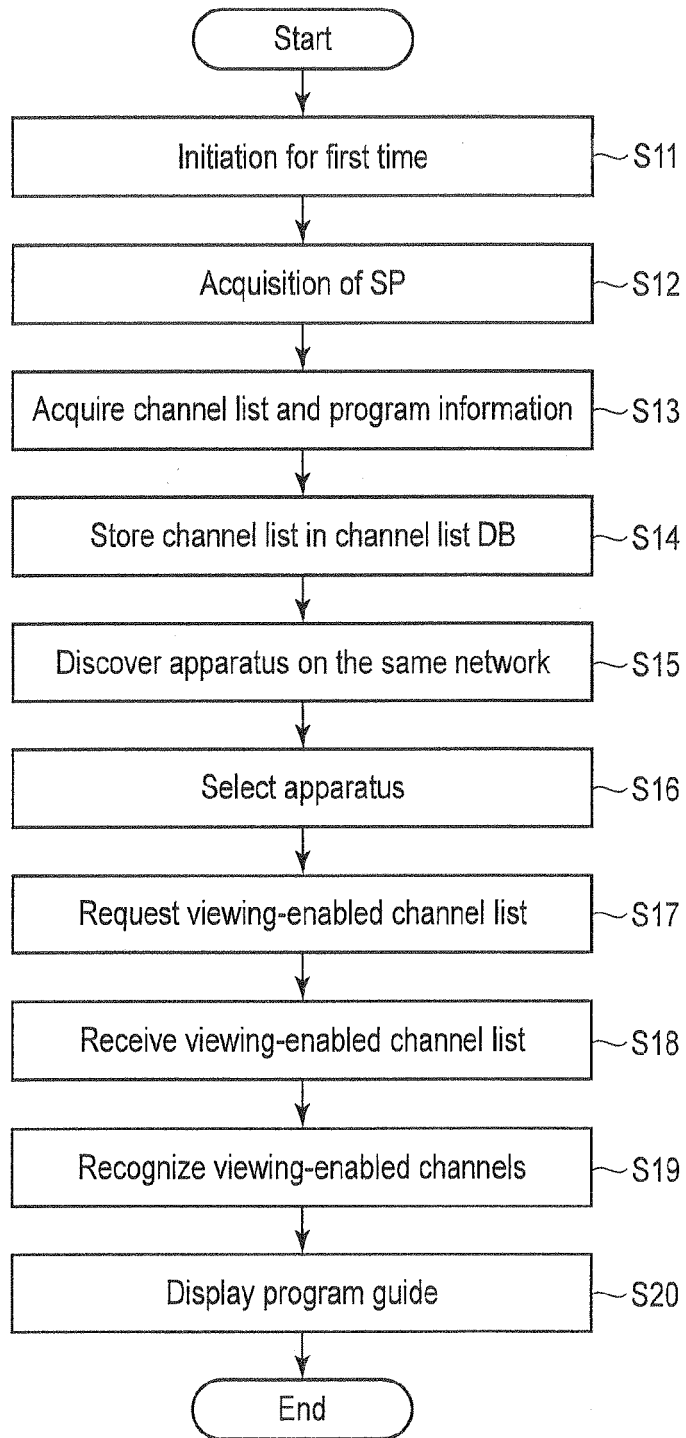 Start
Initiation for first time
S11
Acquisition of SP
S12
Acquire channel list and program information
S13
Store channel list in channel list DB
S14
Discover apparatus on the same network
S15
Select apparatus
S16
Request viewing-enabled channel list
S17
Receive viewing-enabled channel list
S18
Recognize viewing-enabled channels
S19
Display program guide
S20
End